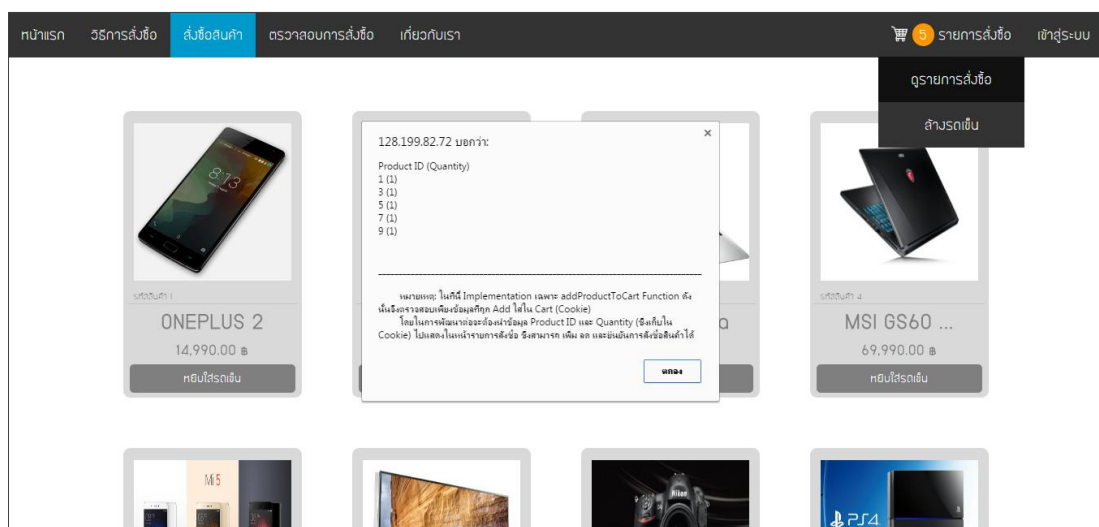 หน้าแรก วิธีการสั่งซื้อ สั่งซื้อสินค้า ตรวจสอบการสั่งซื้อ เกี่ยวกับเรา 5 รายการสั่งซื้อ เข้าสู่ระบบ
ดูรายการสั่งซื้อ
ล้างรถเข็น
128.199.82.72 บอกว่า:
×
Product ID (Quantity)
1 (1)
3 (1)
5 (1)
7 (1)
9 (1)
หมายเหตุ: ในที่นี้ Implementation เฉพาะ addProductToCart Function ดัง
นั้นจึงตรวจสอบเพียงข้อมูลที่ถูก Add ใส่ใน Cart (Cookie)
โดยในการพัฒนาต่อจะต้องนำข้อมูล Product ID และ Quantity (ซึ่งเก็บใน
Cookie) ไปแสดงในหน้ารายการสั่งซื้อ ซึ่งสามารถ เพิ่ม ลด และยืนยันการสั่งซื้อสินค้าได้
ตกลง
รหัสสินค้า 1
ONEPLUS 2
14,990.00 ฿
หยิบใส่รถเข็น
รหัสสินค้า 4
MSI GS60 ...
69,990.00 ฿
หยิบใส่รถเข็น
8:13
Mi 5
Nikon
PS4